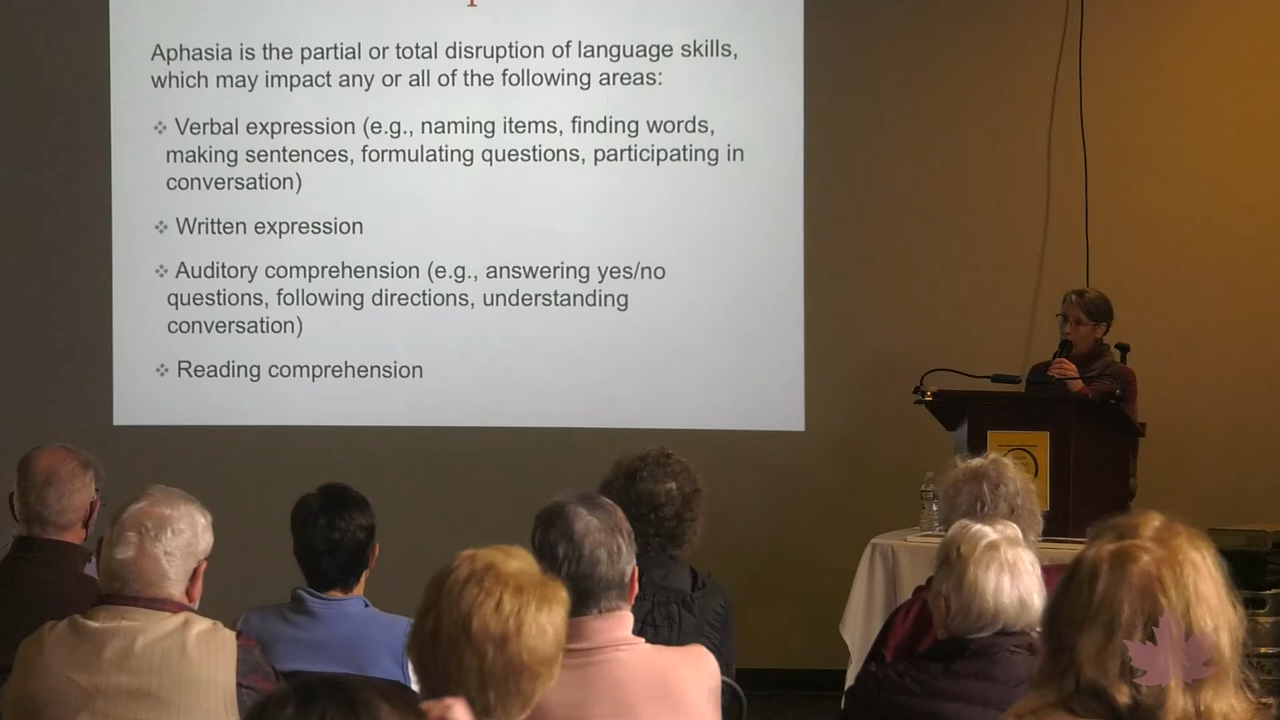 Aphasia is the partial or total disruption of language skills,
which may impact any or all of the following areas:
❖ Verbal expression (e.g., naming items, finding words,
making sentences, formulating questions, participating in
conversation)
❖ Written expression
❖ Auditory comprehension (e.g., answering yes/no
questions, following directions, understanding
conversation)
❖ Reading comprehension